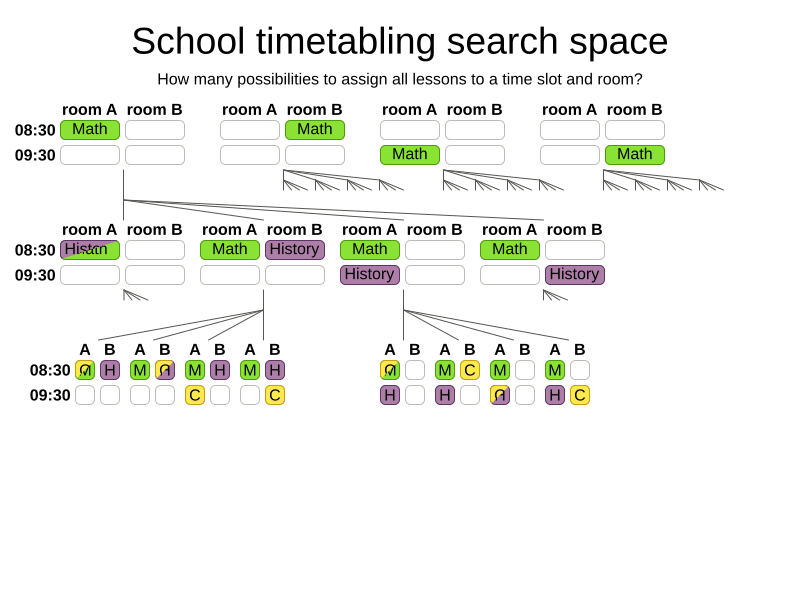 School timetabling search space
How many possibilities to assign all lessons to a time slot and room?
room A room B room A room B room A room B room A room B
08:30 Math Math
09:30 Math Math
room A room B room A room B room A room B room A room B
08:30 Math History Math Math
09:30 History History
A B A B A B A B A B A B A B A B
08:30 M H M M H M H M M C M M
09:30 C C H H H C